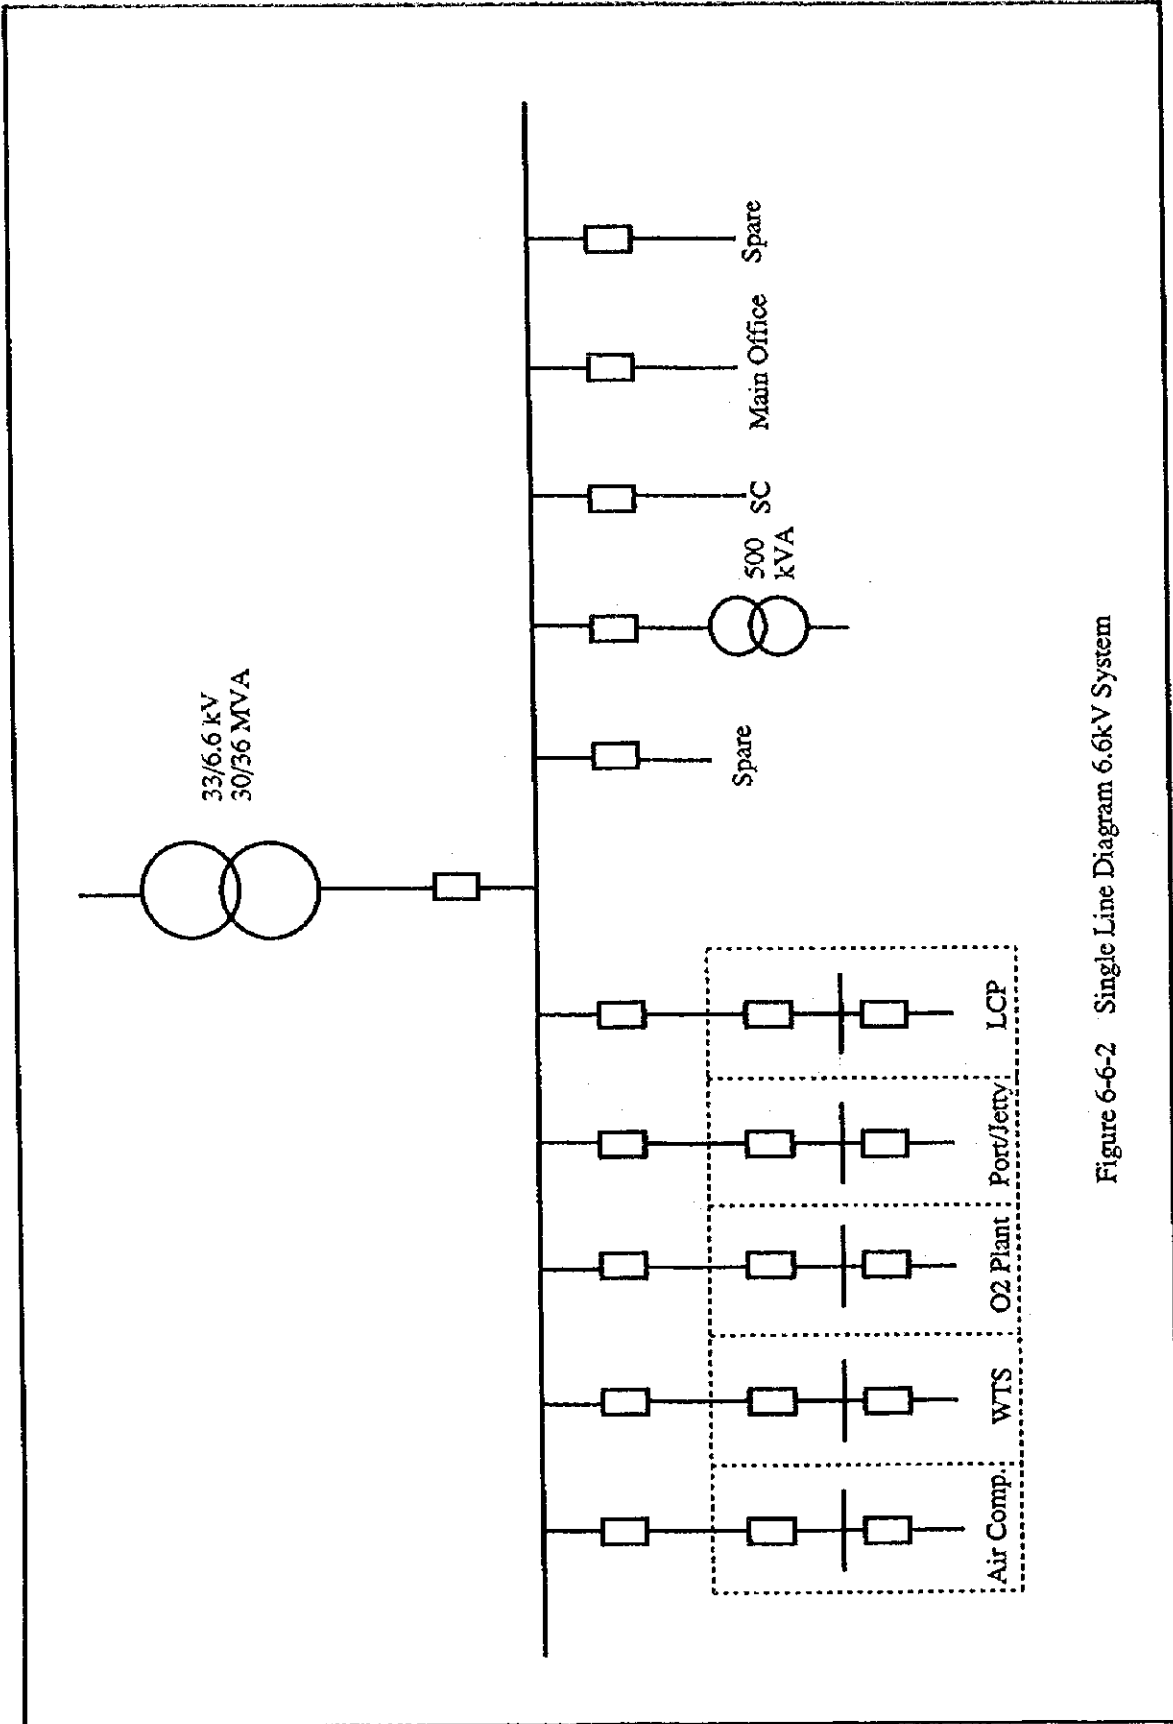 33/6.6 kV
30/36 MVA
Air Comp.
WTS
O2 Plant
Port/Jetty
LCP
Spare
500
kVA
SC
Main Office
Spare
Figure 6-6-2 Single Line Diagram 6.6kV System